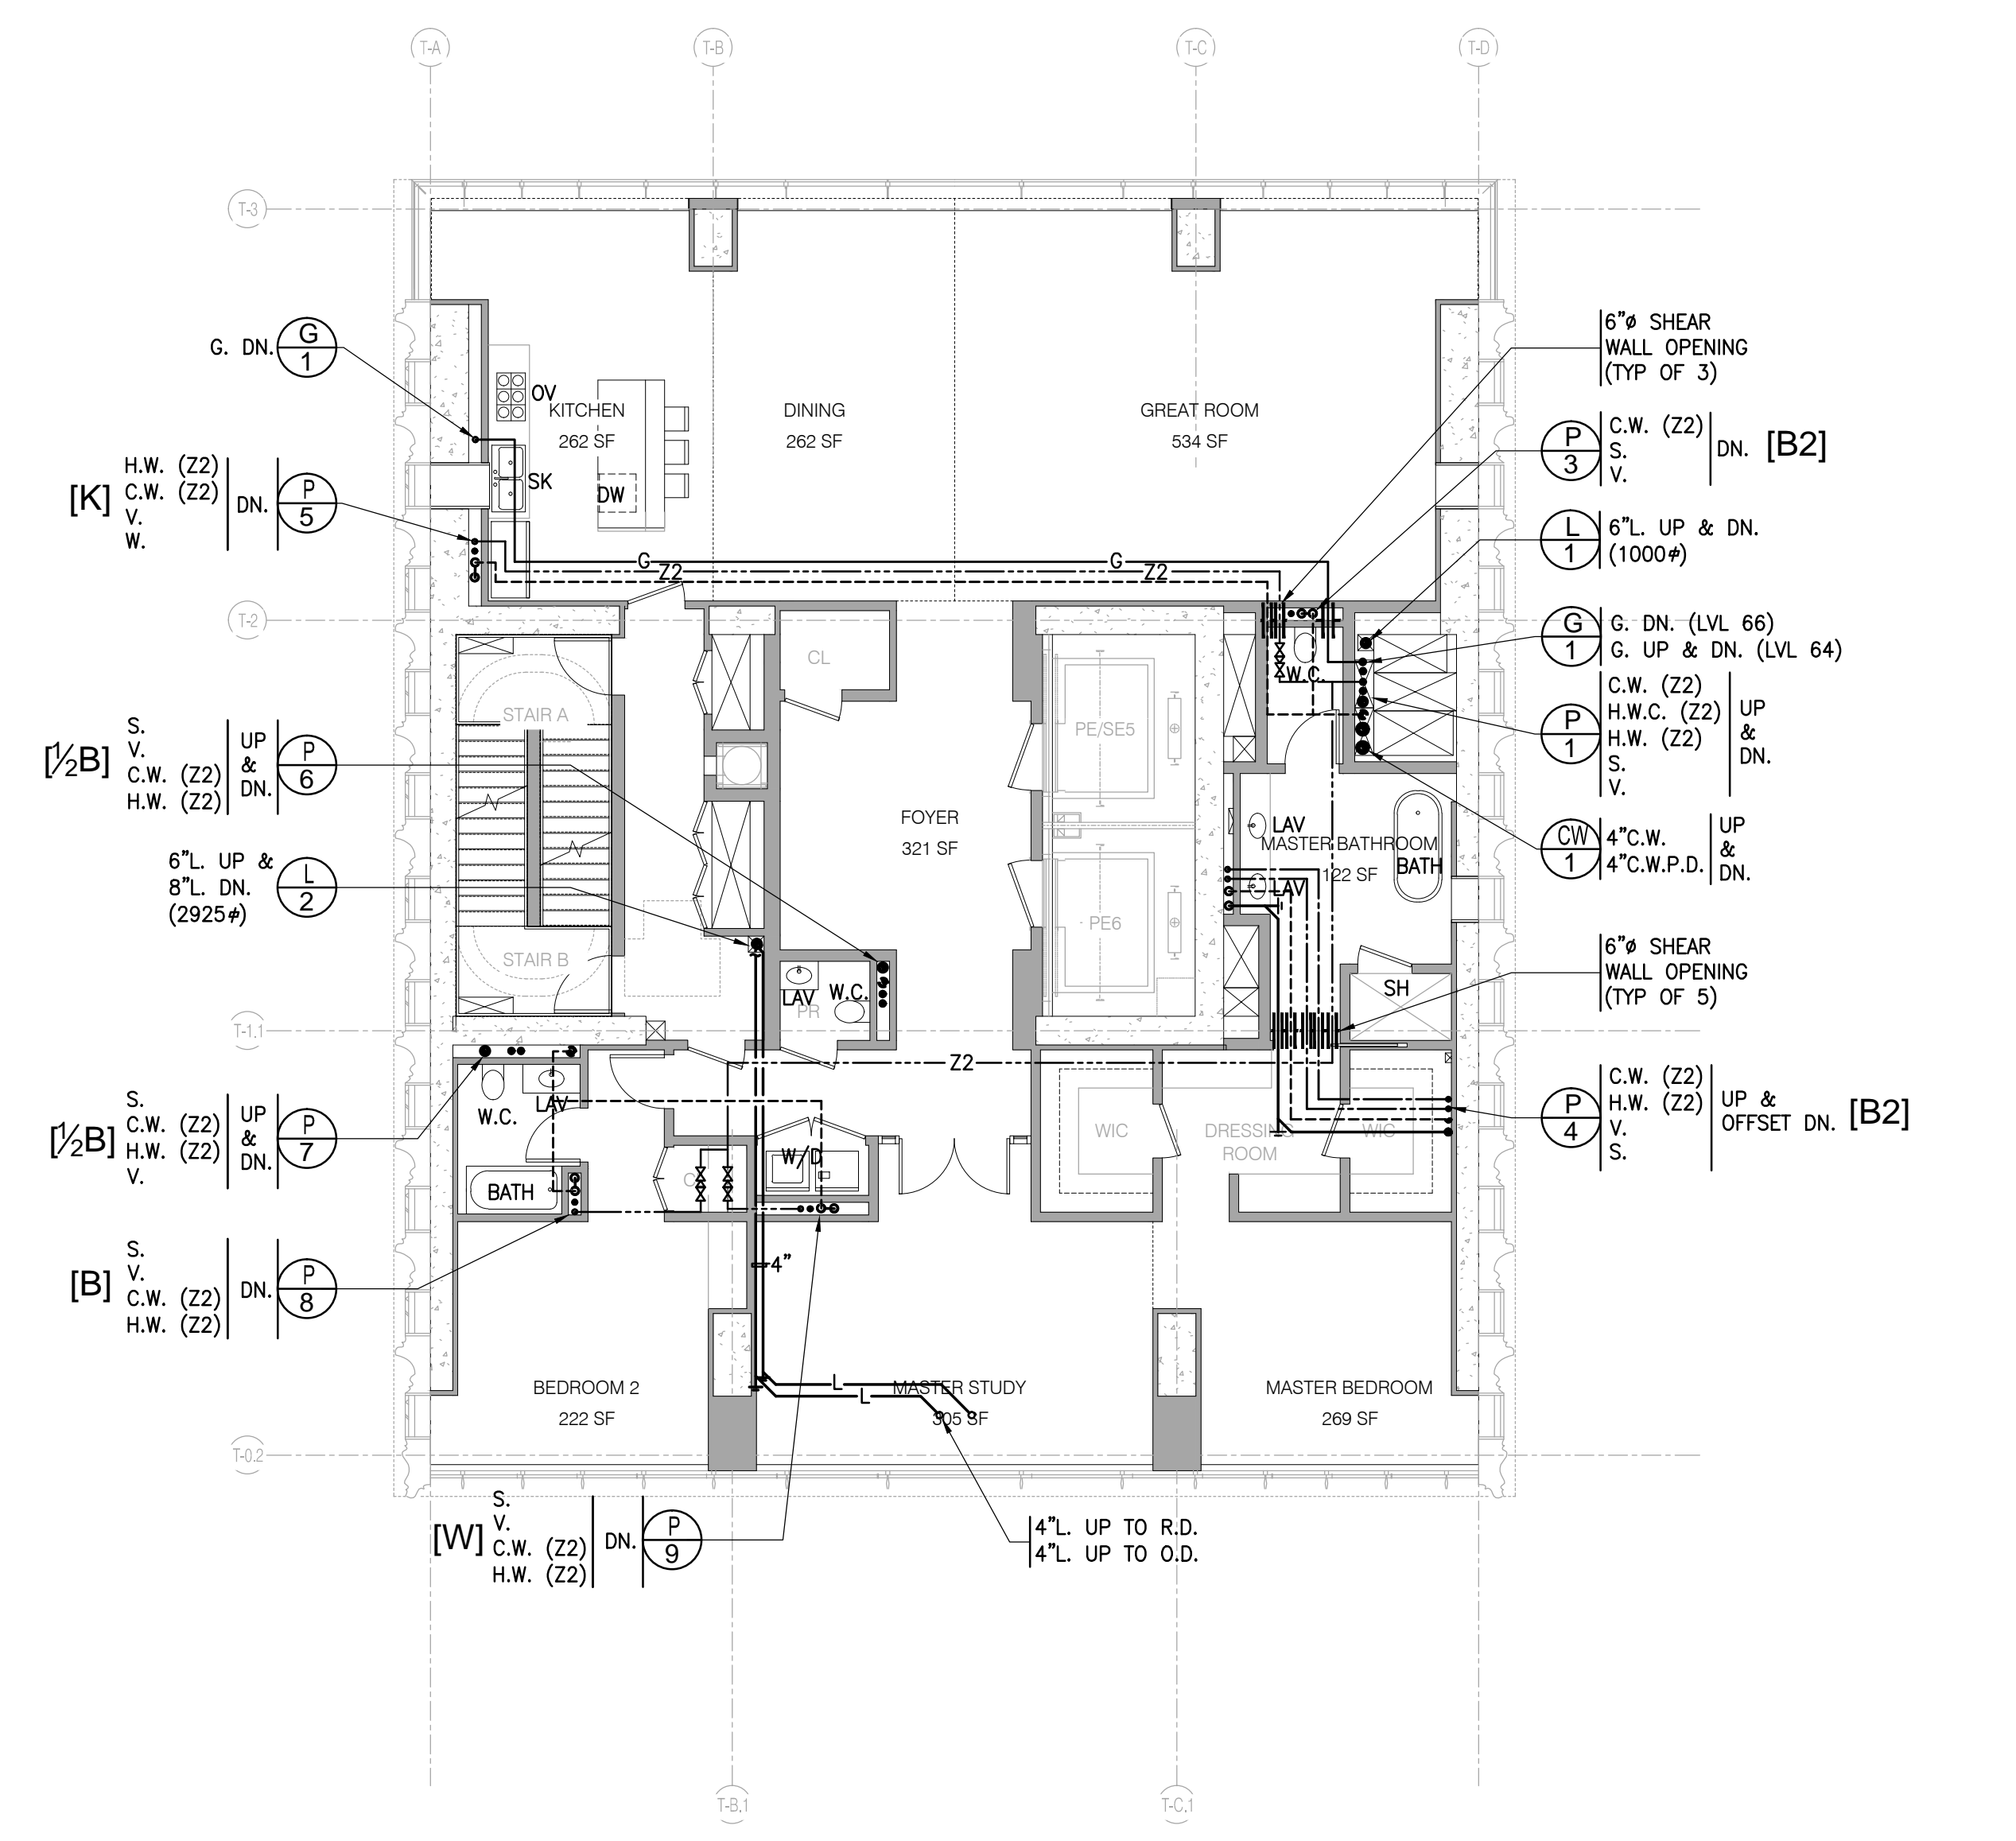 T-A
T-B
T-C
T-D
T-3
G
1
G. DN.
6"ø SHEAR
WALL OPENING
(TYP OF 3)
OV
KITCHEN
262 SF
DINING
262 SF
GREAT ROOM
534 SF
P
3
C.W. (Z2)
S.
V.
DN.
[B2]
[K]
H.W. (Z2)
C.W. (Z2)
V.
W.
DN.
P
5
SK
DW
L
1
6"L. UP & DN.
(1000#)
G
G
Z2
Z2
T-2
G
1
G. DN. (LVL 66)
G. UP & DN. (LVL 64)
CL
W.C.
P
1
C.W. (Z2)
H.W.C. (Z2)
H.W. (Z2)
S.
V.
UP
&
DN.
STAIR A
PE/SE5
[½B]
S.
V.
C.W. (Z2)
H.W. (Z2)
UP
&
DN.
P
6
FOYER
321 SF
LAV
MASTER BATHROOM
122 SF
BATH
LAV
CW
1
4"C.W.
4"C.W.P.D.
UP
&
DN.
6"L. UP &
8"L. DN.
(2925#)
L
2
PE6
STAIR B
6"ø SHEAR
WALL OPENING
(TYP OF 5)
LAV
W.C.
PR
SH
T-1.1
Z2
[½B]
S.
C.W. (Z2)
H.W. (Z2)
V.
UP
&
DN.
P
7
W.C.
LAV
W/D
WIC
DRESSING
ROOM
WIC
P
4
C.W. (Z2)
H.W. (Z2)
V.
S.
UP &
OFFSET DN.
[B2]
BATH
[B]
S.
V.
C.W. (Z2)
H.W. (Z2)
DN.
P
8
4"
BEDROOM 2
222 SF
L
L
MASTER STUDY
305 SF
MASTER BEDROOM
269 SF
T-0.2
[W]
S.
V.
C.W. (Z2)
H.W. (Z2)
DN.
P
9
4"L. UP TO R.D.
4"L. UP TO O.D.
T-B.1
T-C.1